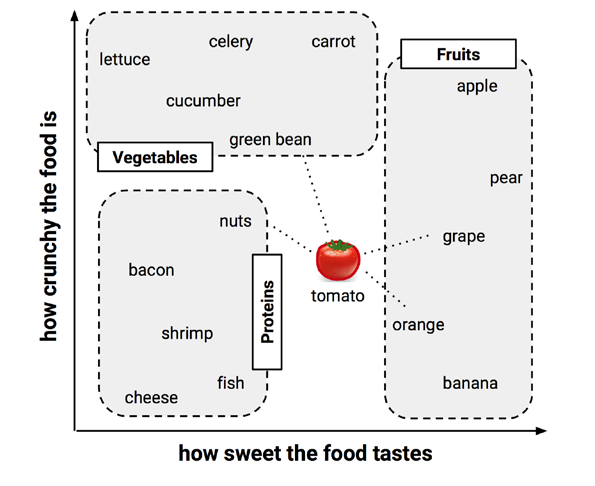 how crunchy the food is
lettuce
celery
carrot
cucumber
green bean
Vegetables
Fruits
apple
pear
grape
orange
banana
nuts
bacon
shrimp
fish
cheese
Proteins
tomato
how sweet the food tastes